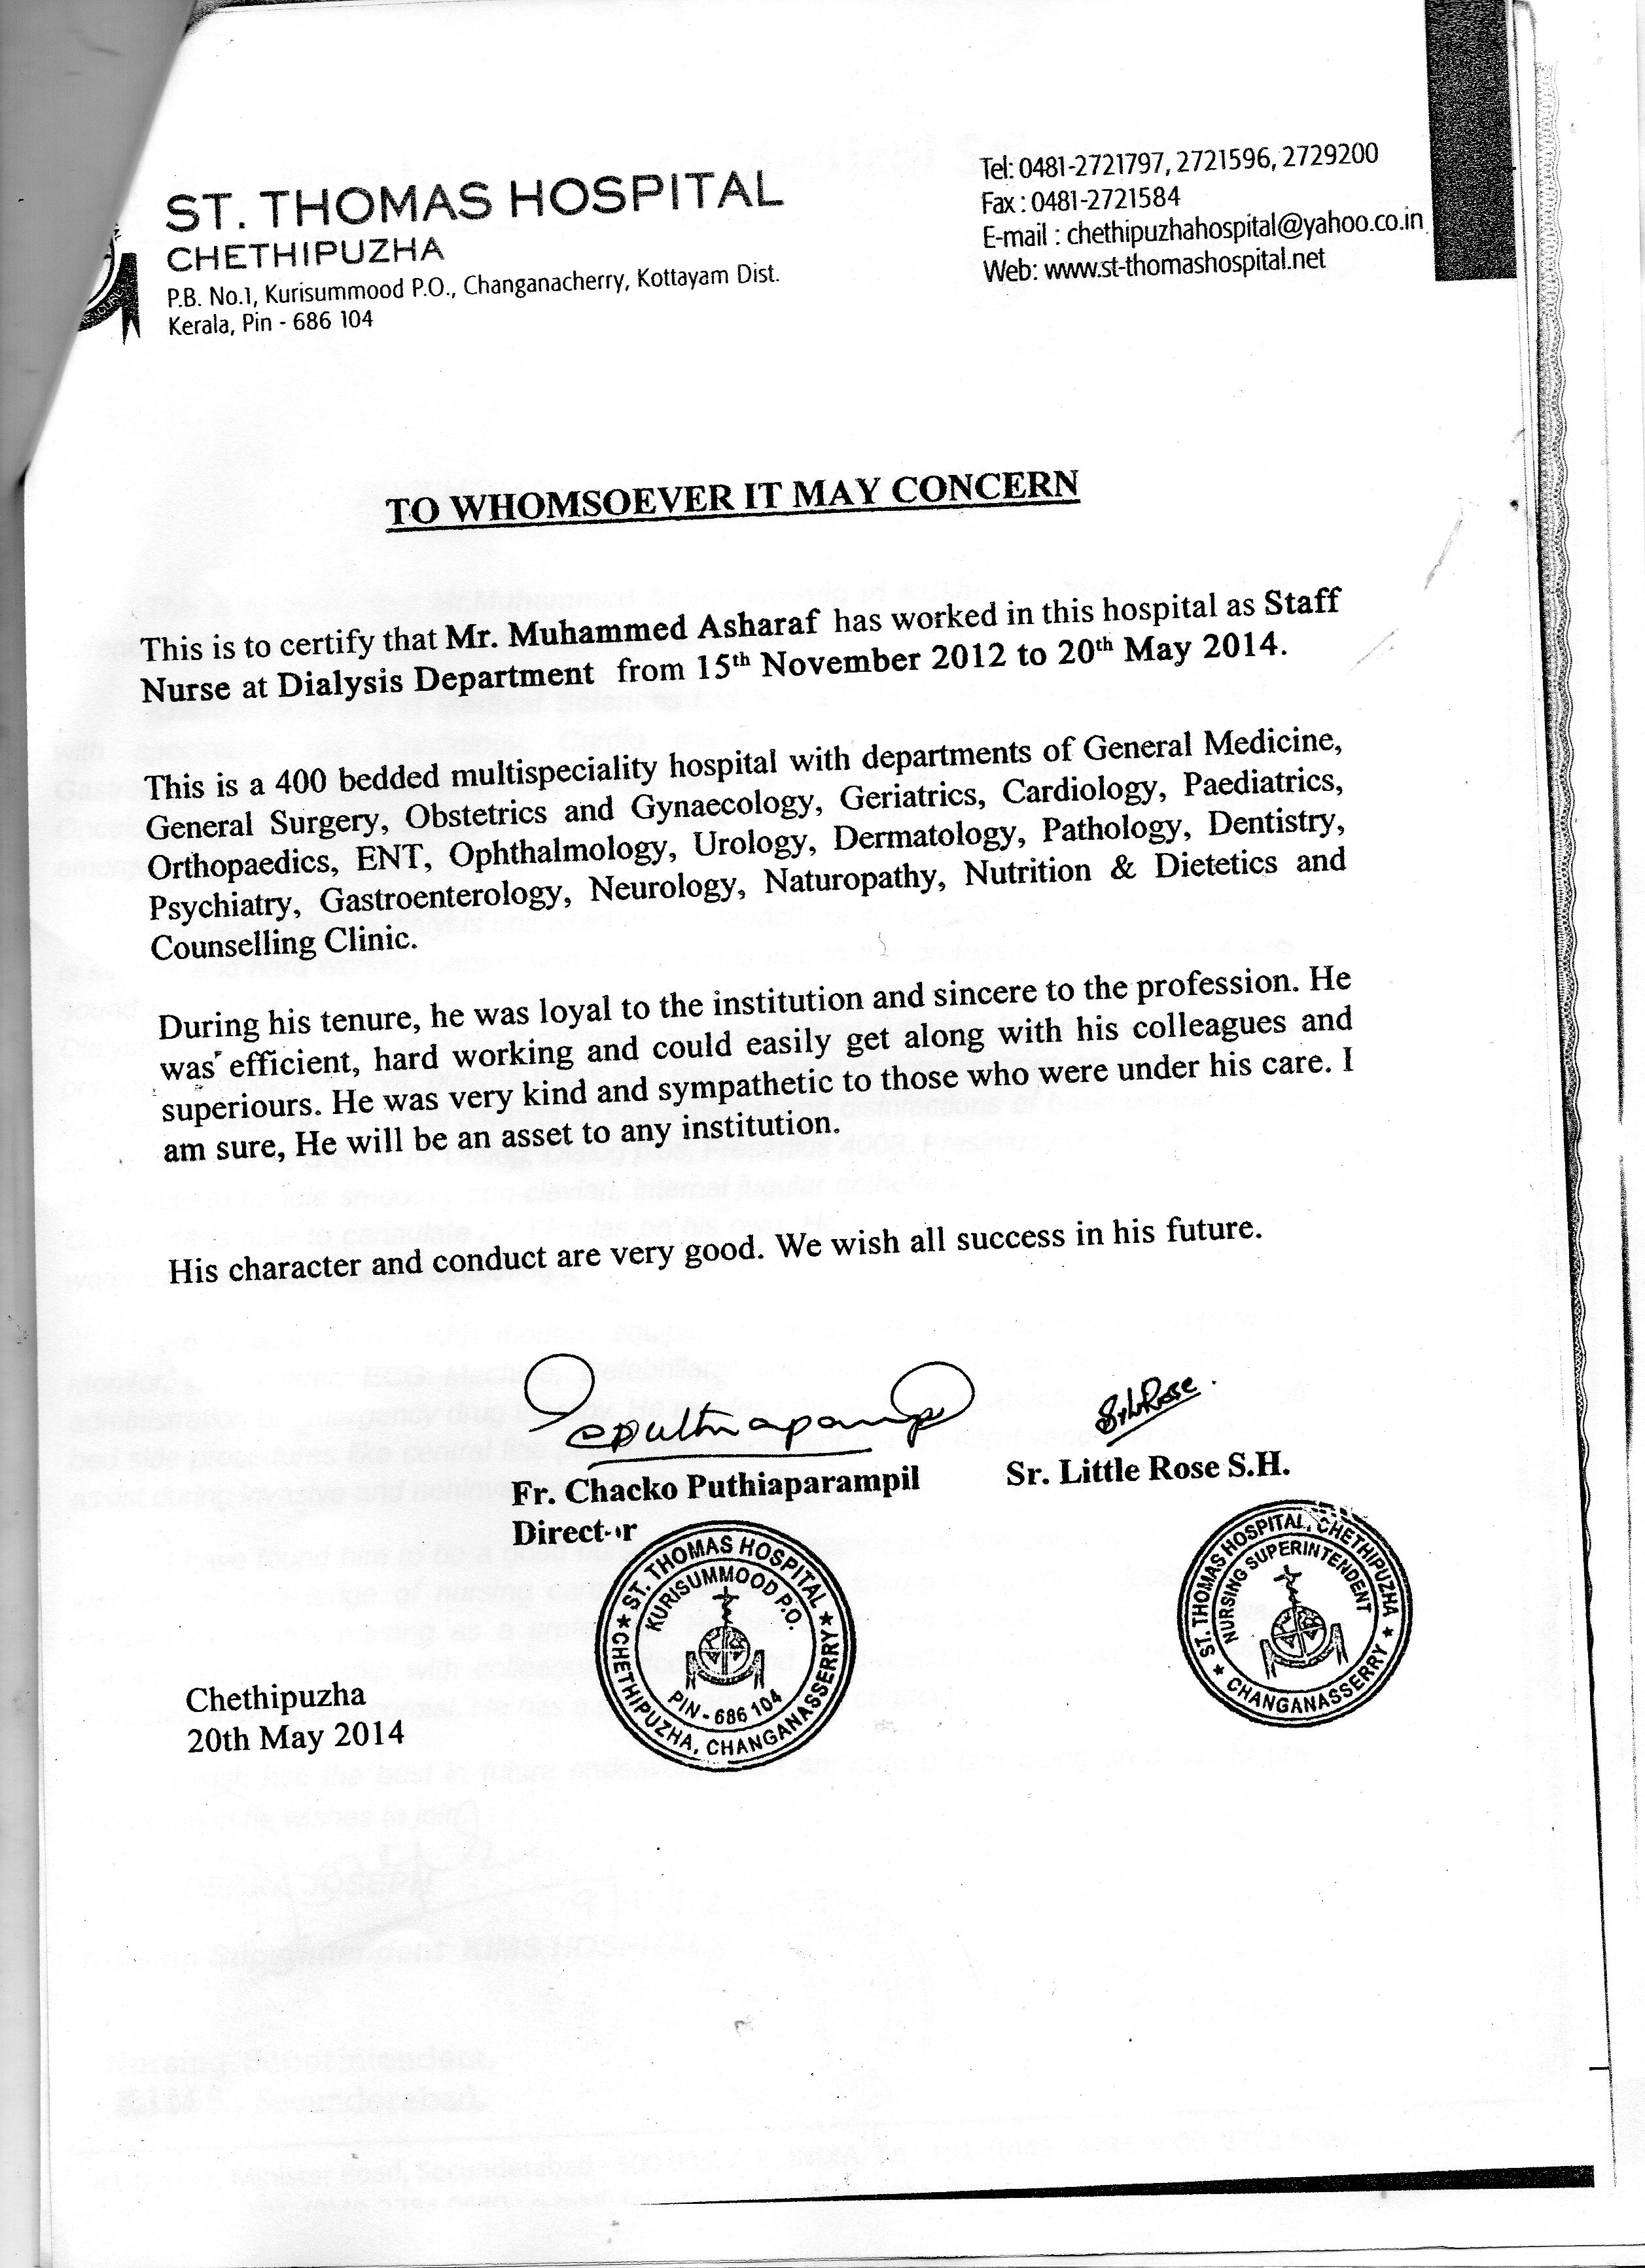 ST. THOMAS HOSPITAL
CHETHIPUZHA
P.B. No.1, Kurisummood P.O., Changanacherry, Kottayam Dist.
Kerala, Pin - 686 104
Tel: 0481-2721797, 2721596, 2729200
Fax : 0481-2721584
E-mail : chethipuzhahospital@yahoo.co.in
Web: www.st-thomashospital.net
TO WHOMSOEVER IT MAY CONCERN
This is to certify that Mr. Muhammed Asharaf has worked in this hospital as Staff
Nurse at Dialysis Department from 15th November 2012 to 20th May 2014.
This is a 400 bedded multispeciality hospital with departments of General Medicine,
General Surgery, Obstetrics and Gynaecology, Geriatrics, Cardiology, Paediatrics,
Orthopaedics, ENT, Ophthalmology, Urology, Dermatology, Pathology, Dentistry,
Psychiatry, Gastroenterology, Neurology, Naturopathy, Nutrition & Dietetics and
Counselling Clinic.
During his tenure, he was loyal to the institution and sincere to the profession. He
was efficient, hard working and could easily get along with his colleagues and
superiours. He was very kind and sympathetic to those who were under his care. I
am sure, He will be an asset to any institution.
His character and conduct are very good. We wish all success in his future.
Fr. Chacko Puthiaparampil
Director
Sr. Little Rose S.H.
ST. THOMAS HOSPITAL
KURISUMMOOD P.O.
PIN - 686 104
CHETHIPUZHA, CHANGANASSERRY
ST. THOMAS HOSPITAL, CHETHIPUZHA
NURSING SUPERINTENDENT
CHANGANASSERRY
Chethipuzha
20th May 2014